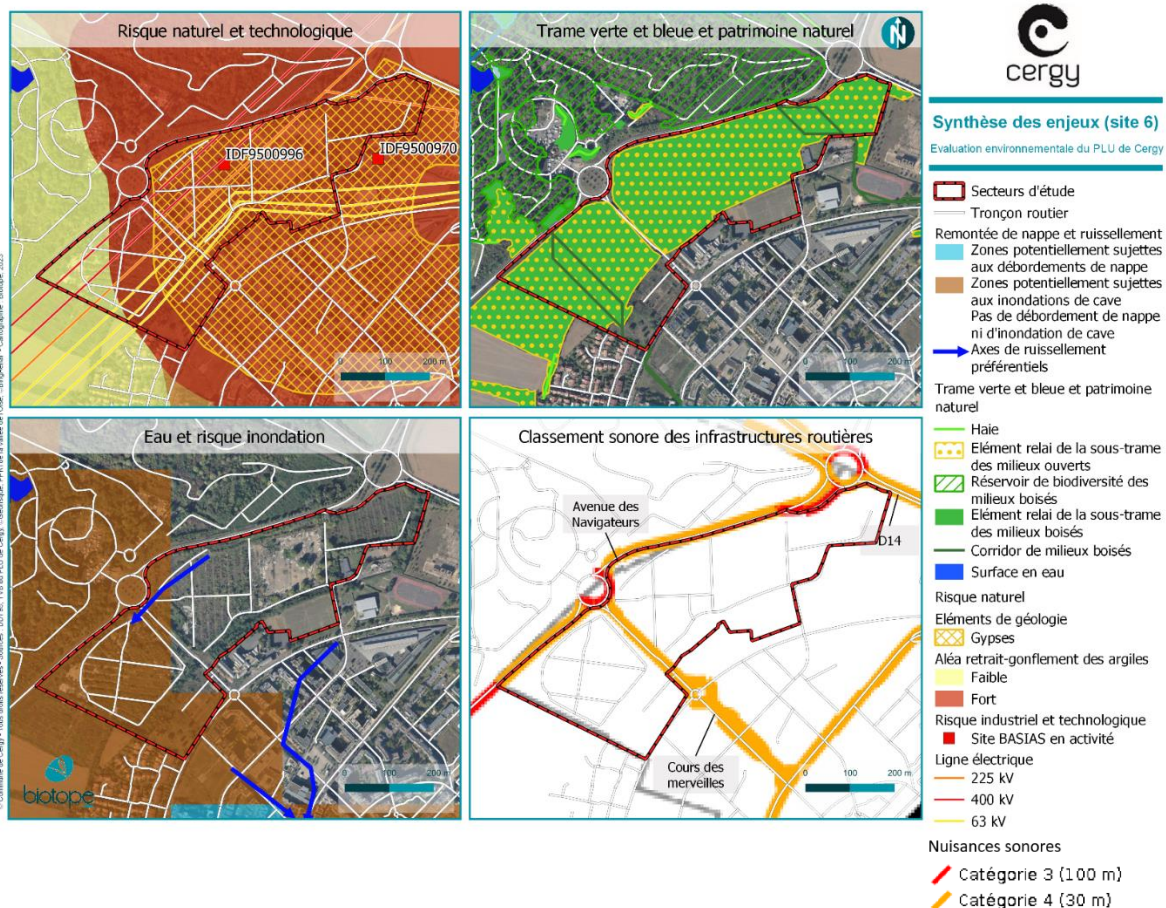 Risque naturel et technologique
IDF9500996
IDF9500970
0 100 200 m
Trame verte et bleue et patrimoine naturel
N
0 100 200 m
Eau et risque inondation
biotope
0 100 200 m
Classement sonore des infrastructures routières
Avenue des
Navigateurs
D14
Cours des
merveilles
0 100 200 m
cergy
Synthèse des enjeux (site 6)
Evaluation environnementale du PLU de Cergy
Secteurs d'étude
Tronçon routier
Remontée de nappe et ruissellement
Zones potentiellement sujettes
aux débordements de nappe
Zones potentiellement sujettes
aux inondations de cave
Pas de débordement de nappe
ni d'inondation de cave
Axes de ruissellement
préférentiels
Trame verte et bleue et patrimoine
naturel
Haie
Elément relai de la sous-trame
des milieux ouverts
Réservoir de biodiversité des
milieux boisés
Elément relai de la sous-trame
des milieux boisés
Corridor de milieux boisés
Surface en eau
Risque naturel
Eléments de géologie
Gypses
Aléa retrait-gonflement des argiles
Faible
Fort
Risque industriel et technologique
Site BASIAS en activité
Ligne électrique
225 kV
400 kV
63 kV
Nuisances sonores
Catégorie 3 (100 m)
Catégorie 4 (30 m)